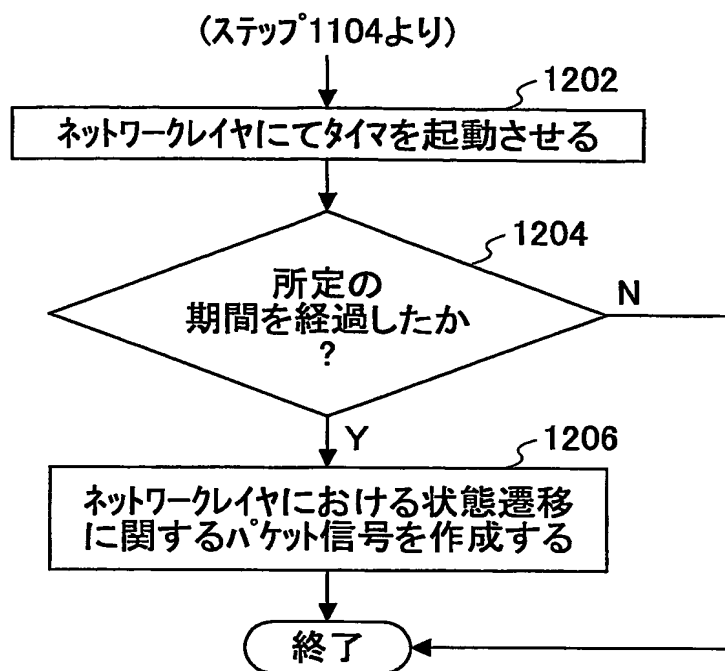 (ステップ1104より)
1202
ネットワークレイヤにてタイマを起動させる
1204
所定の
期間を経過したか
?
N
Y
1206
ネットワークレイヤにおける状態遷移
に関するパケット信号を作成する
終了